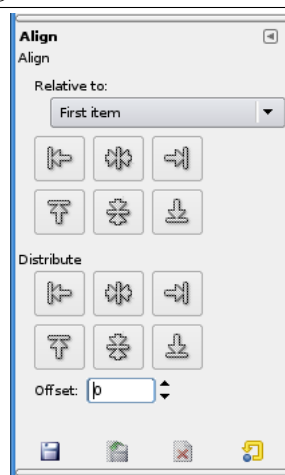 Align
Align
Relative to:
First item
Distribute
Offset: 0